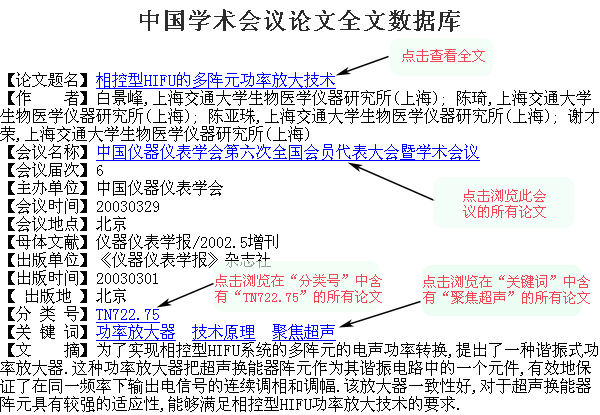 中国学术会议论文全文数据库
点击查看全文
【论文题名】相控型HIFU的多阵元功率放大技术
【作　　者】白景峰,上海交通大学生物医学仪器研究所(上海); 陈琦,上海交通大学
生物医学仪器研究所(上海); 陈亚珠,上海交通大学生物医学仪器研究所(上海); 谢才
荣,上海交通大学生物医学仪器研究所(上海)
【会议名称】中国仪器仪表学会第六次全国会员代表大会暨学术会议
【会议届次】6
【主办单位】中国仪器仪表学会
点击浏览此会
议的所有论文
【会议时间】20030329
【会议地点】北京
【母体文献】仪器仪表学报/2002.5增刊
【出版单位】《仪器仪表学报》杂志社
【出版时间】20030301
点击浏览在“分类号”中含
有“TN722.75”的所有论文
点击浏览在“关键词”中含
有“聚焦超声”的所有论文
【 出版地 】北京
【分 类 号】TN722.75
【关 键 词】功率放大器 技术原理 聚焦超声
【文　　摘】为了实现相控型HIFU系统的多阵元的电声功率转换,提出了一种谐振式功
率放大器.这种功率放大器把超声换能器阵元作为其谐振电路中的一个元件,有效地保
证了在同一频率下输出电信号的连续调相和调幅.该放大器一致性好,对于超声换能器
阵元具有较强的适应性,能够满足相控型HIFU功率放大技术的要求.